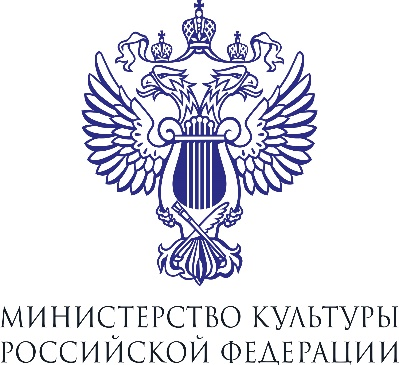 МИНИСТЕРСТВО КУЛЬТУРЫ
РОССИЙСКОЙ ФЕДЕРАЦИИ